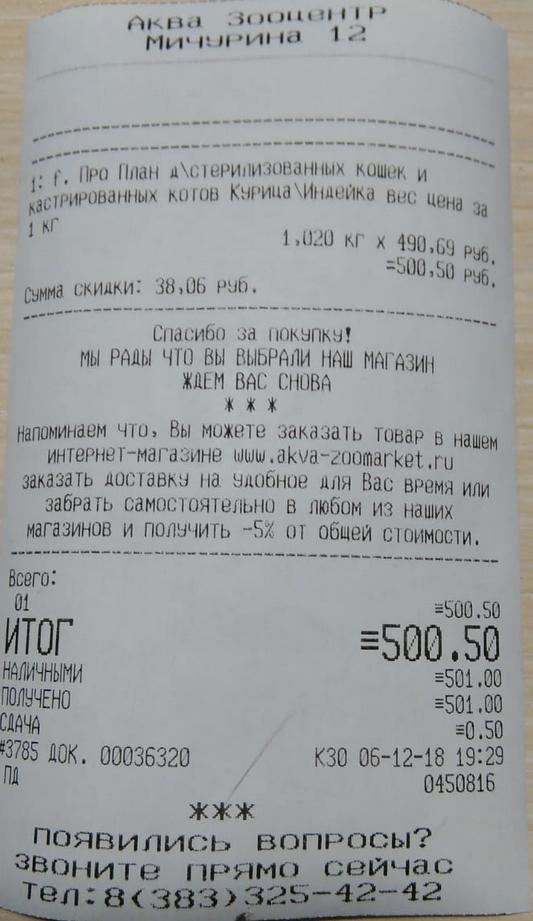 Аква Зооцентр
Мичурина 12
1: f. Про План д\стерилизованных кошек и
кастрированных котов Курица\Индейка вес цена за
1 кг
1,020 кг X 490,69 руб.
=500,50 руб.
Сумма скидки: 38,06 руб.
Спасибо за покупку!
МЫ РАДЫ ЧТО ВЫ ВЫБРАЛИ НАШ МАГАЗИН
ЖДЕМ ВАС СНОВА
* * *
Напоминаем что, Вы можете заказать товар в нашем
интернет-магазине www.akva-zoomarket.ru
заказать доставку на удобное для Вас время или
забрать самостоятельно в любом из наших
магазинов и получить -5% от общей стоимости.
Всего:
01 ≡500.50
ИТОГ ≡500.50
НАЛИЧНЫМИ ≡501.00
ПОЛУЧЕНО ≡501.00
СДАЧА ≡0.50
#3785 ДОК. 00036320 КЗ0 06-12-18 19:29
ПД 0450816
***
ПОЯВИЛИСЬ ВОПРОСЫ?
ЗВОНИТЕ ПРЯМО СЕЙЧАС
Тел:8(383)325-42-42